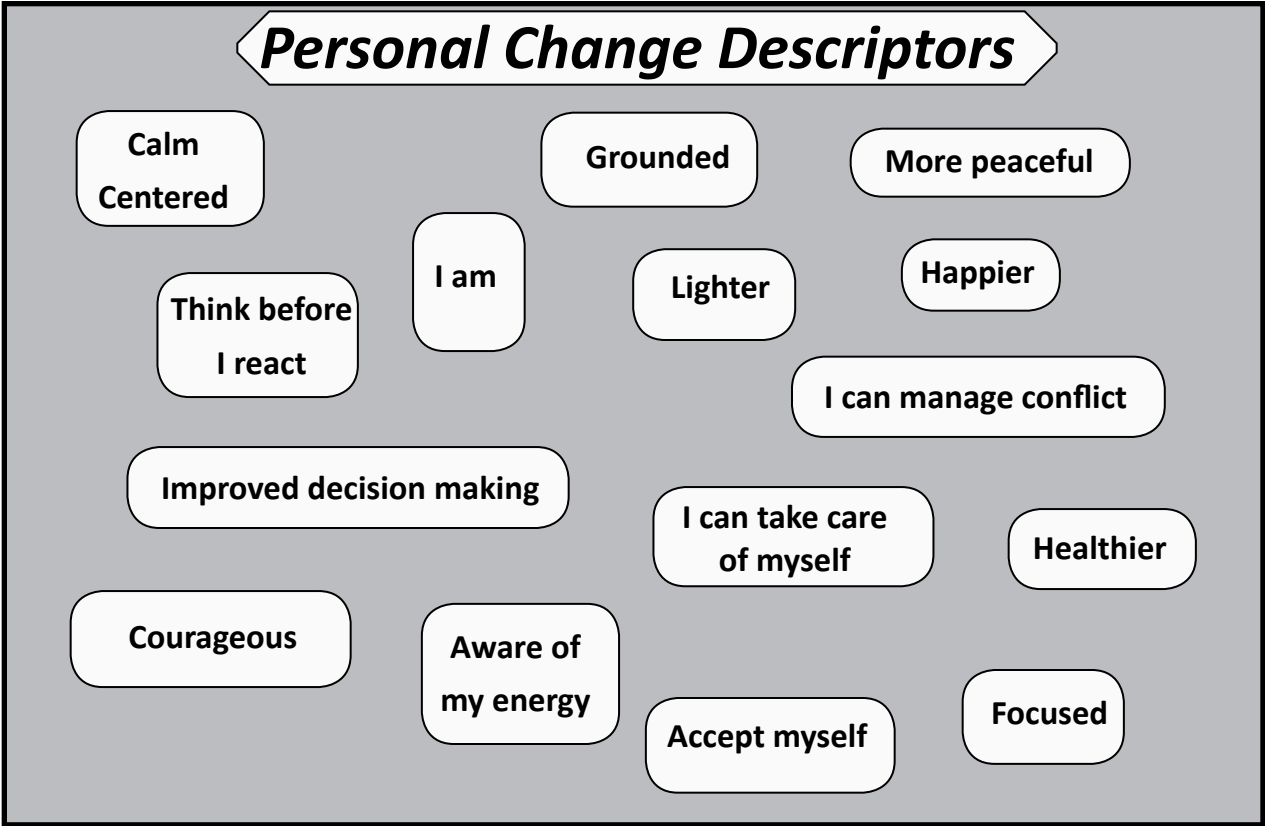 Personal Change Descriptors
Calm
Centered
Grounded
More peaceful
I am
Lighter
Happier
Think before
I react
I can manage conflict
Improved decision making
I can take care
of myself
Healthier
Courageous
Aware of
my energy
Accept myself
Focused